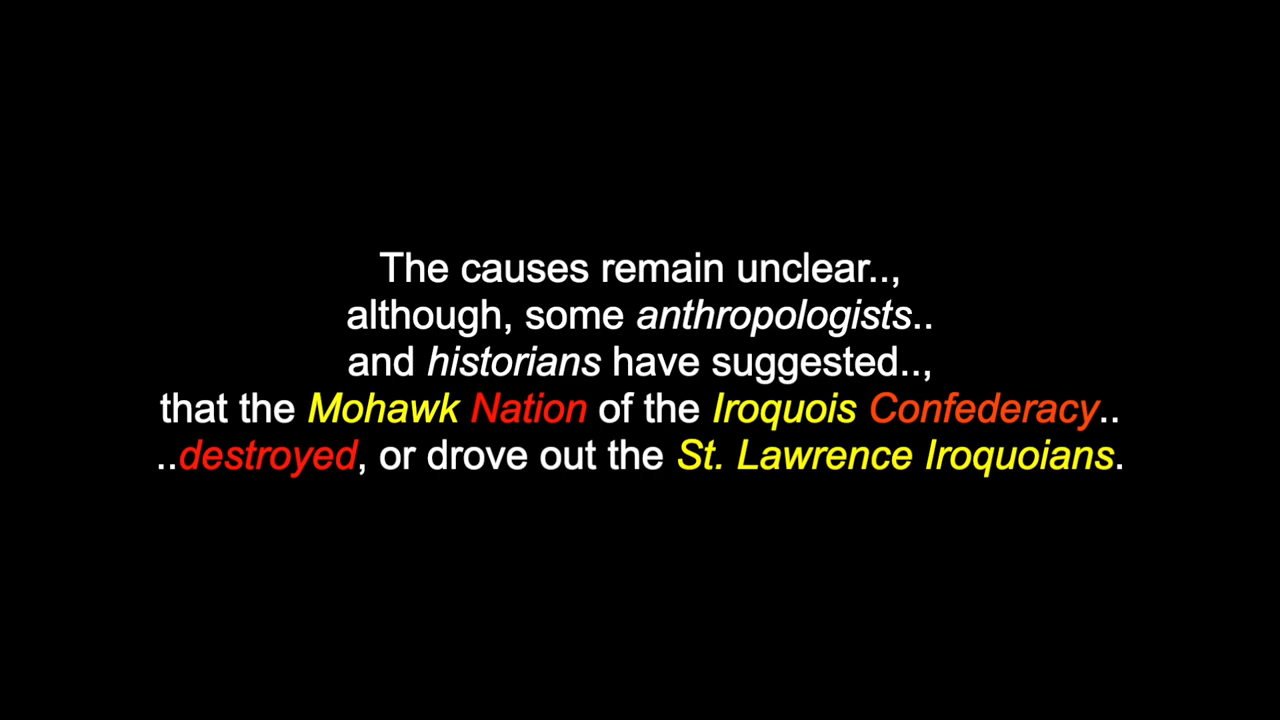 The causes remain unclear..,
although, some anthropologists..
and historians have suggested..,
that the Mohawk Nation of the Iroquois Confederacy..
..destroyed, or drove out the St. Lawrence Iroquoians.